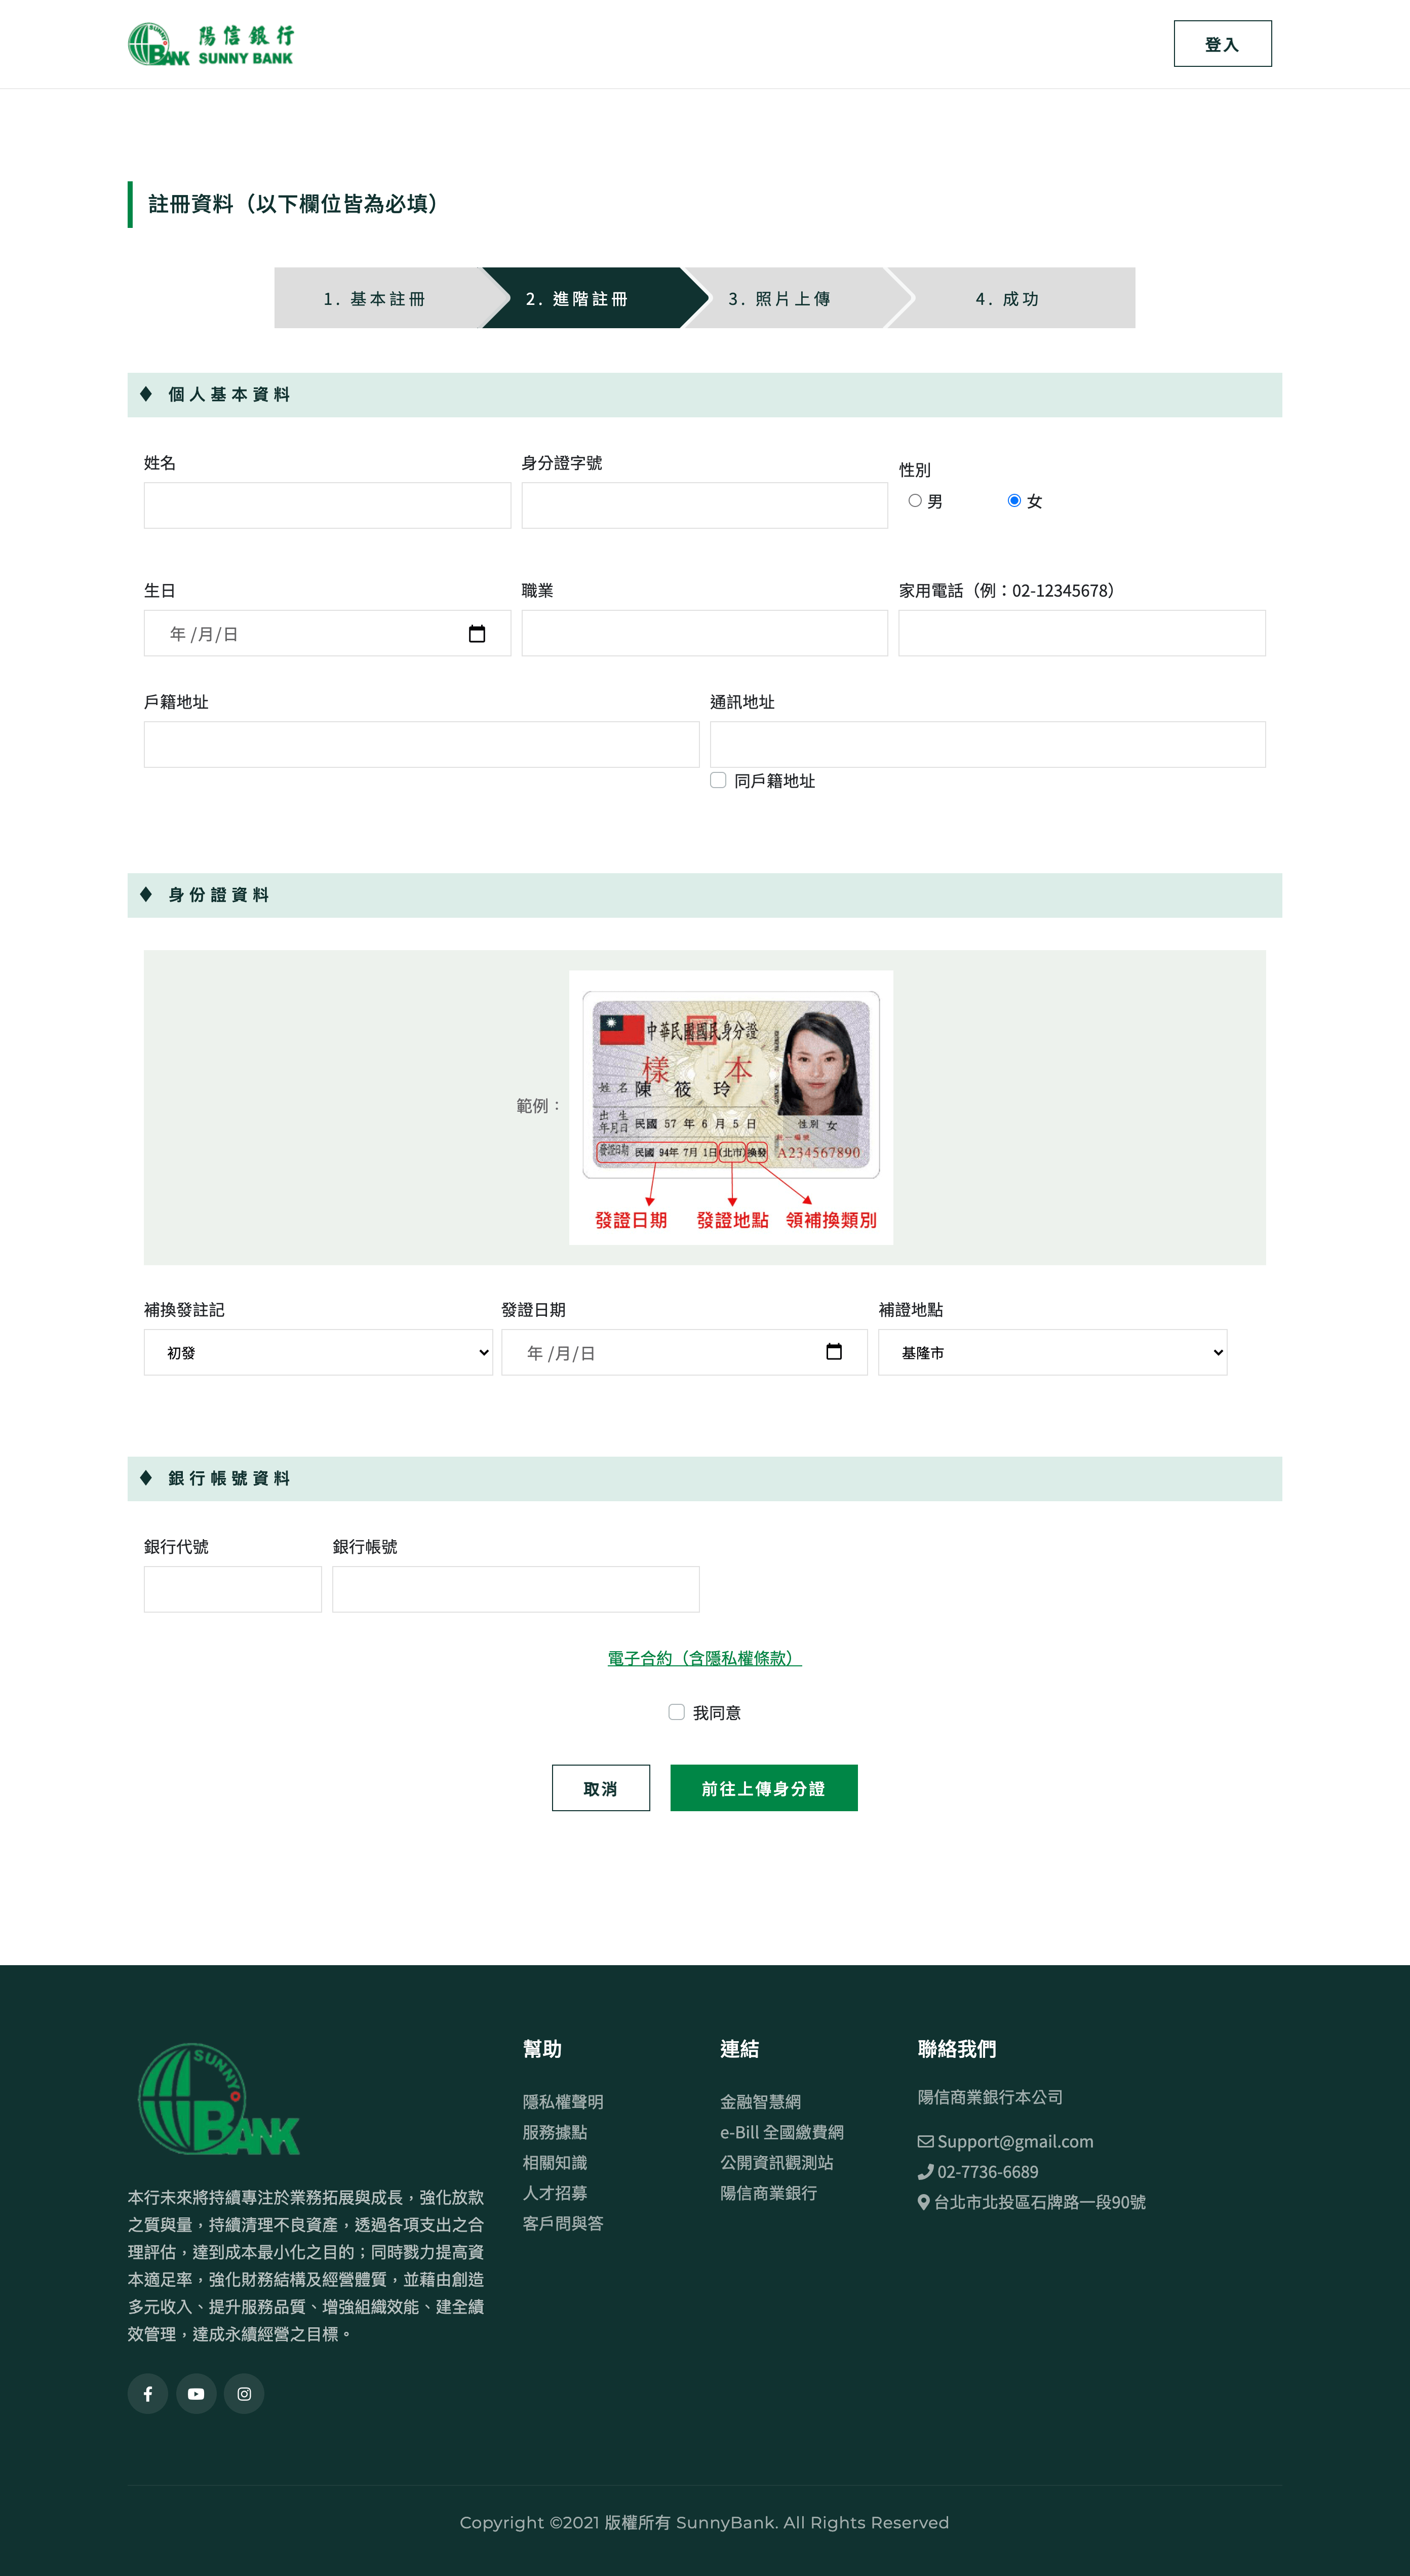 SUNNY
BANK
陽信銀行
SUNNY BANK
登入
註冊資料（以下欄位皆為必填）
1. 基本註冊
2. 進階註冊
3. 照片上傳
4. 成功
♦ 個人基本資料
姓名
身分證字號
性別
男
女
生日
職業
家用電話（例：02-12345678）
年 /月/日
戶籍地址
通訊地址
同戶籍地址
♦ 身份證資料
範例：
中華民國國民身分證
樣本
姓名 陳筱玲
出生年月日 民國 57 年 6 月 5 日
性別 女
統一編號
發證日期 民國 94年 7月 1日(北市)換發
A234567890
發證日期
發證地點
領補換類別
補換發註記
發證日期
補證地點
初發
年 /月/日
基隆市
♦ 銀行帳號資料
銀行代號
銀行帳號
電子合約（含隱私權條款）
我同意
取消
前往上傳身分證
SUNNY
BANK
本行未來將持續專注於業務拓展與成長，強化放款
之質與量，持續清理不良資產，透過各項支出之合
理評估，達到成本最小化之目的；同時戮力提高資
本適足率，強化財務結構及經營體質，並藉由創造
多元收入、提升服務品質、增強組織效能、建全績
效管理，達成永續經營之目標。
幫助
隱私權聲明
服務據點
相關知識
人才招募
客戶問與答
連結
金融智慧網
e-Bill 全國繳費網
公開資訊觀測站
陽信商業銀行
聯絡我們
陽信商業銀行本公司
Support@gmail.com
02-7736-6689
台北市北投區石牌路一段90號
Copyright ©2021 版權所有 SunnyBank. All Rights Reserved